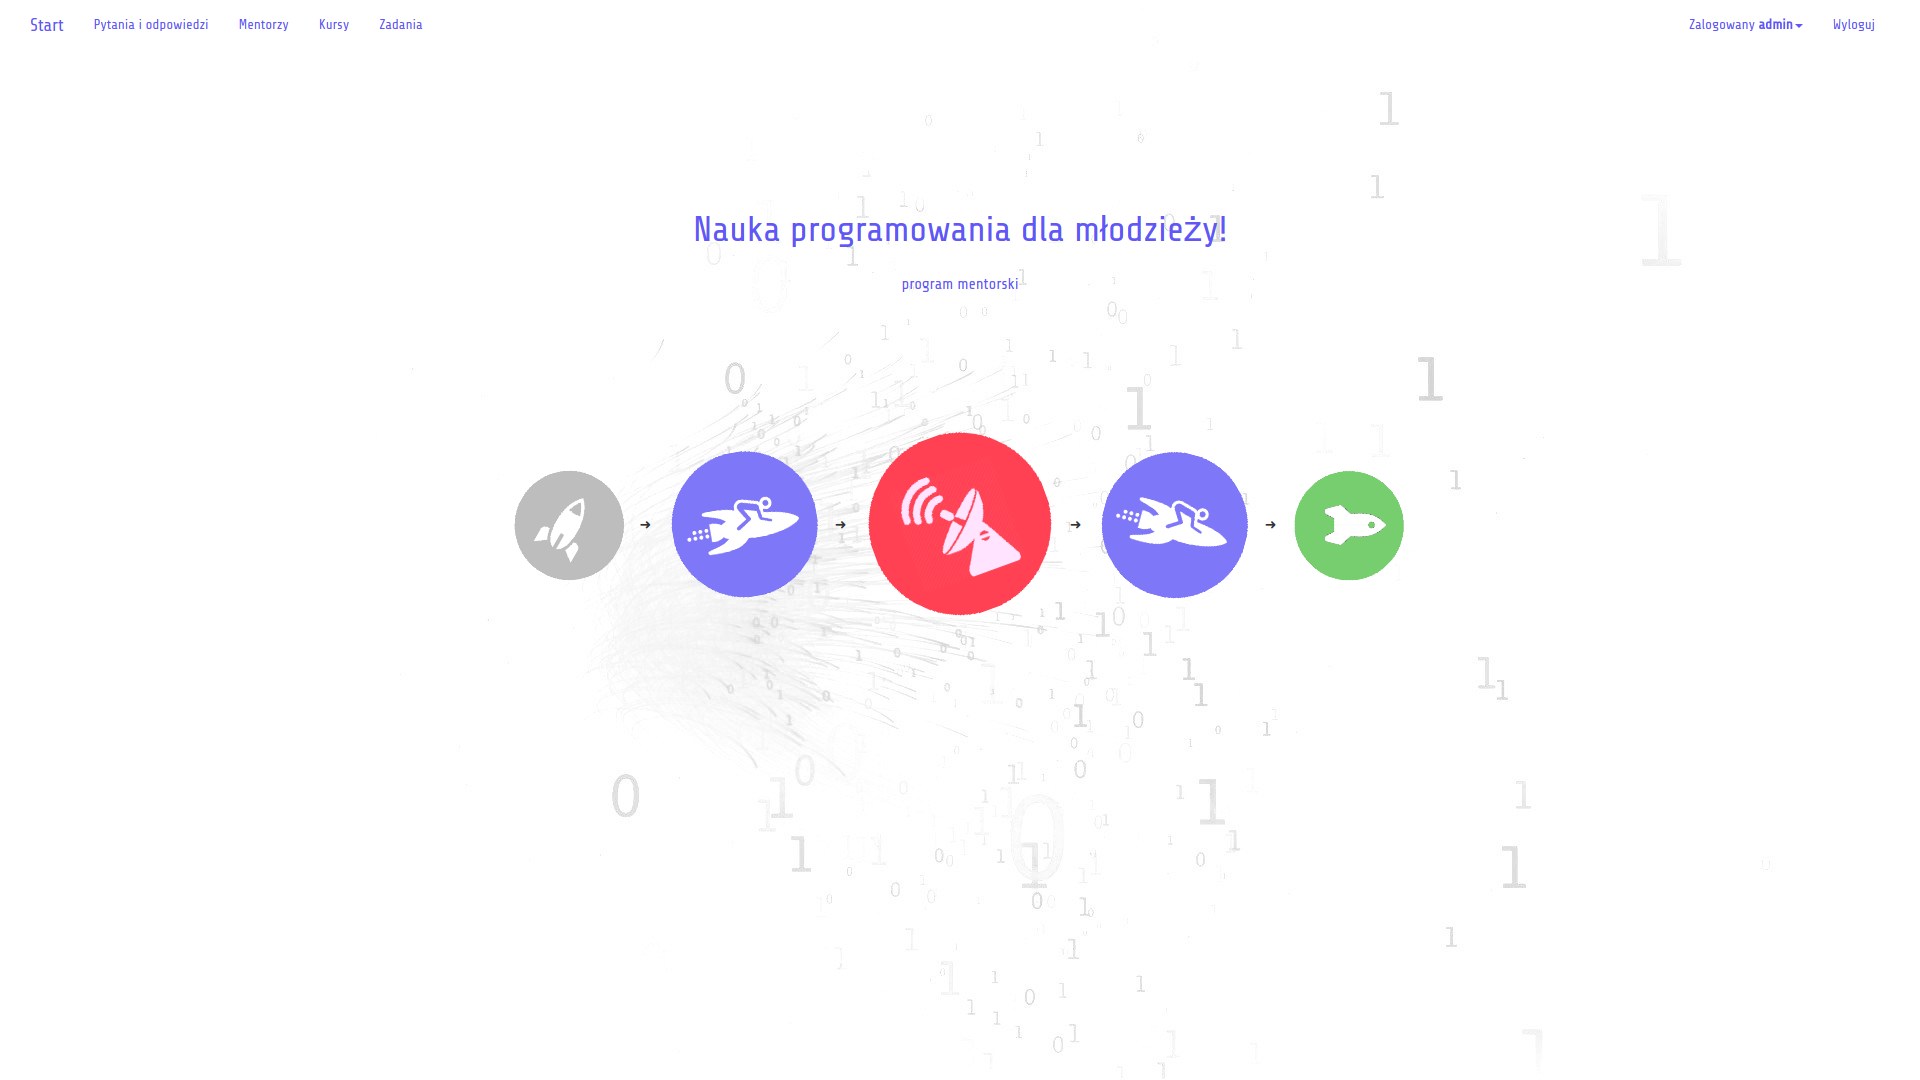 Start Pytania i odpowiedzi Mentorzy Kursy Zadania Zalogowany admin Wyloguj
Nauka programowania dla młodzieży!
program mentorski